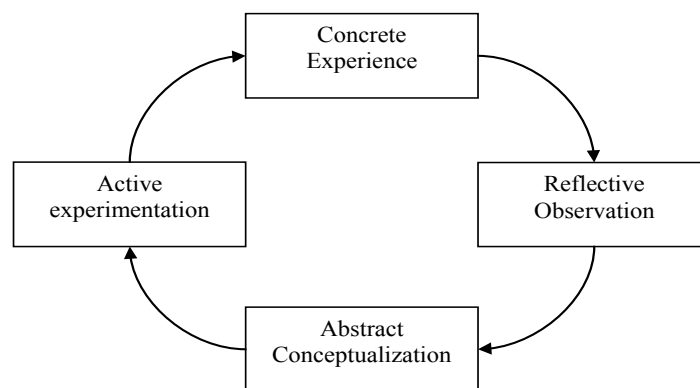 Concrete
Experience
Active
experimentation
Reflective
Observation
Abstract
Conceptualization